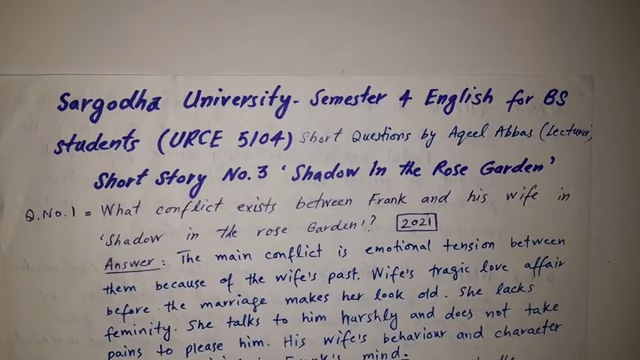 Sargodha University- Semester 4 English for BS
students (URCE 5104) Short Questions by Aqeel Abbas (Lecturer)
Short Story No.3 'Shadow In the Rose Garden'
Q.No.1 = What conflict exists between Frank and his wife in
'Shadow in the rose Garden'? 2021
Answer: The main conflict is emotional tension between
them because of the wife's past. Wife's tragic love affair
before the marriage makes her look old. She lacks
feminity. She talks to him harshly and does not take
pains to please him. His wife's behaviour and character
Frank's mind.